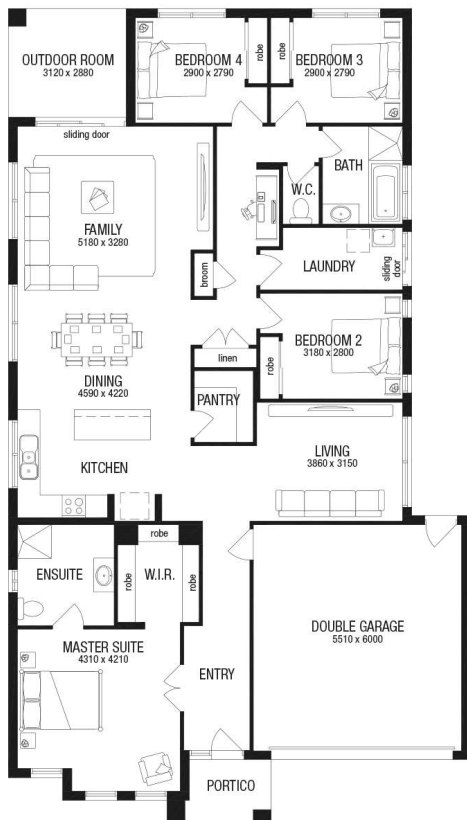 OUTDOOR ROOM
3120 x 2880
BEDROOM 4
2900 x 2790
robe
robe
BEDROOM 3
2900 x 2790
sliding door
BATH
W.C.
FAMILY
5180 x 3280
broom
LAUNDRY
sliding
door
BEDROOM 2
3180 x 2800
linen
robe
DINING
4590 x 4220
PANTRY
LIVING
3860 x 3150
KITCHEN
robe
ENSUITE
robe
W.I.R.
robe
DOUBLE GARAGE
5510 x 6000
MASTER SUITE
4310 x 4210
ENTRY
PORTICO